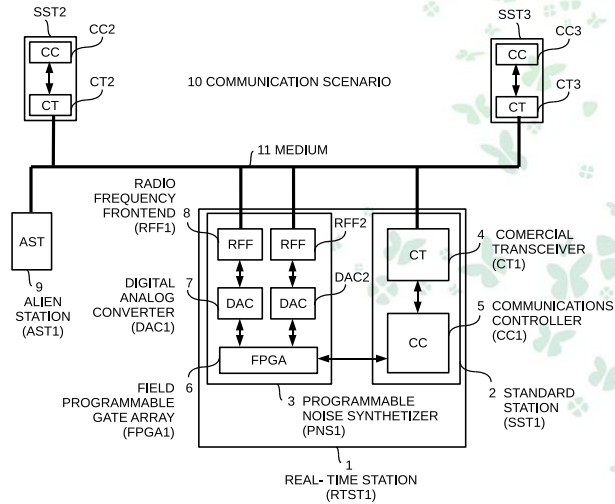 SST2
CC2
CC
CT2
CT
SST3
CC3
CC
CT3
CT
10 COMMUNICATION SCENARIO
11 MEDIUM
AST
9
ALIEN
STATION
(AST1)
RADIO
FREQUENCY 8
FRONTEND
(RFF1)
RFF
RFF
RFF2
7
DIGITAL
ANALOG
CONVERTER
(DAC1)
DAC
DAC
DAC2
6
FPGA
FIELD
PROGRAMMABLE
GATE ARRAY
(FPGA1)
3 PROGRAMMABLE
NOISE SYNTHETIZER
(PNS1)
CT
4 COMERCIAL
TRANSCEIVER
(CT1)
CC
5 COMMUNICATIONS
CONTROLLER
(CC1)
2 STANDARD
STATION
(SST1)
1
REAL- TIME STATION
(RTST1)